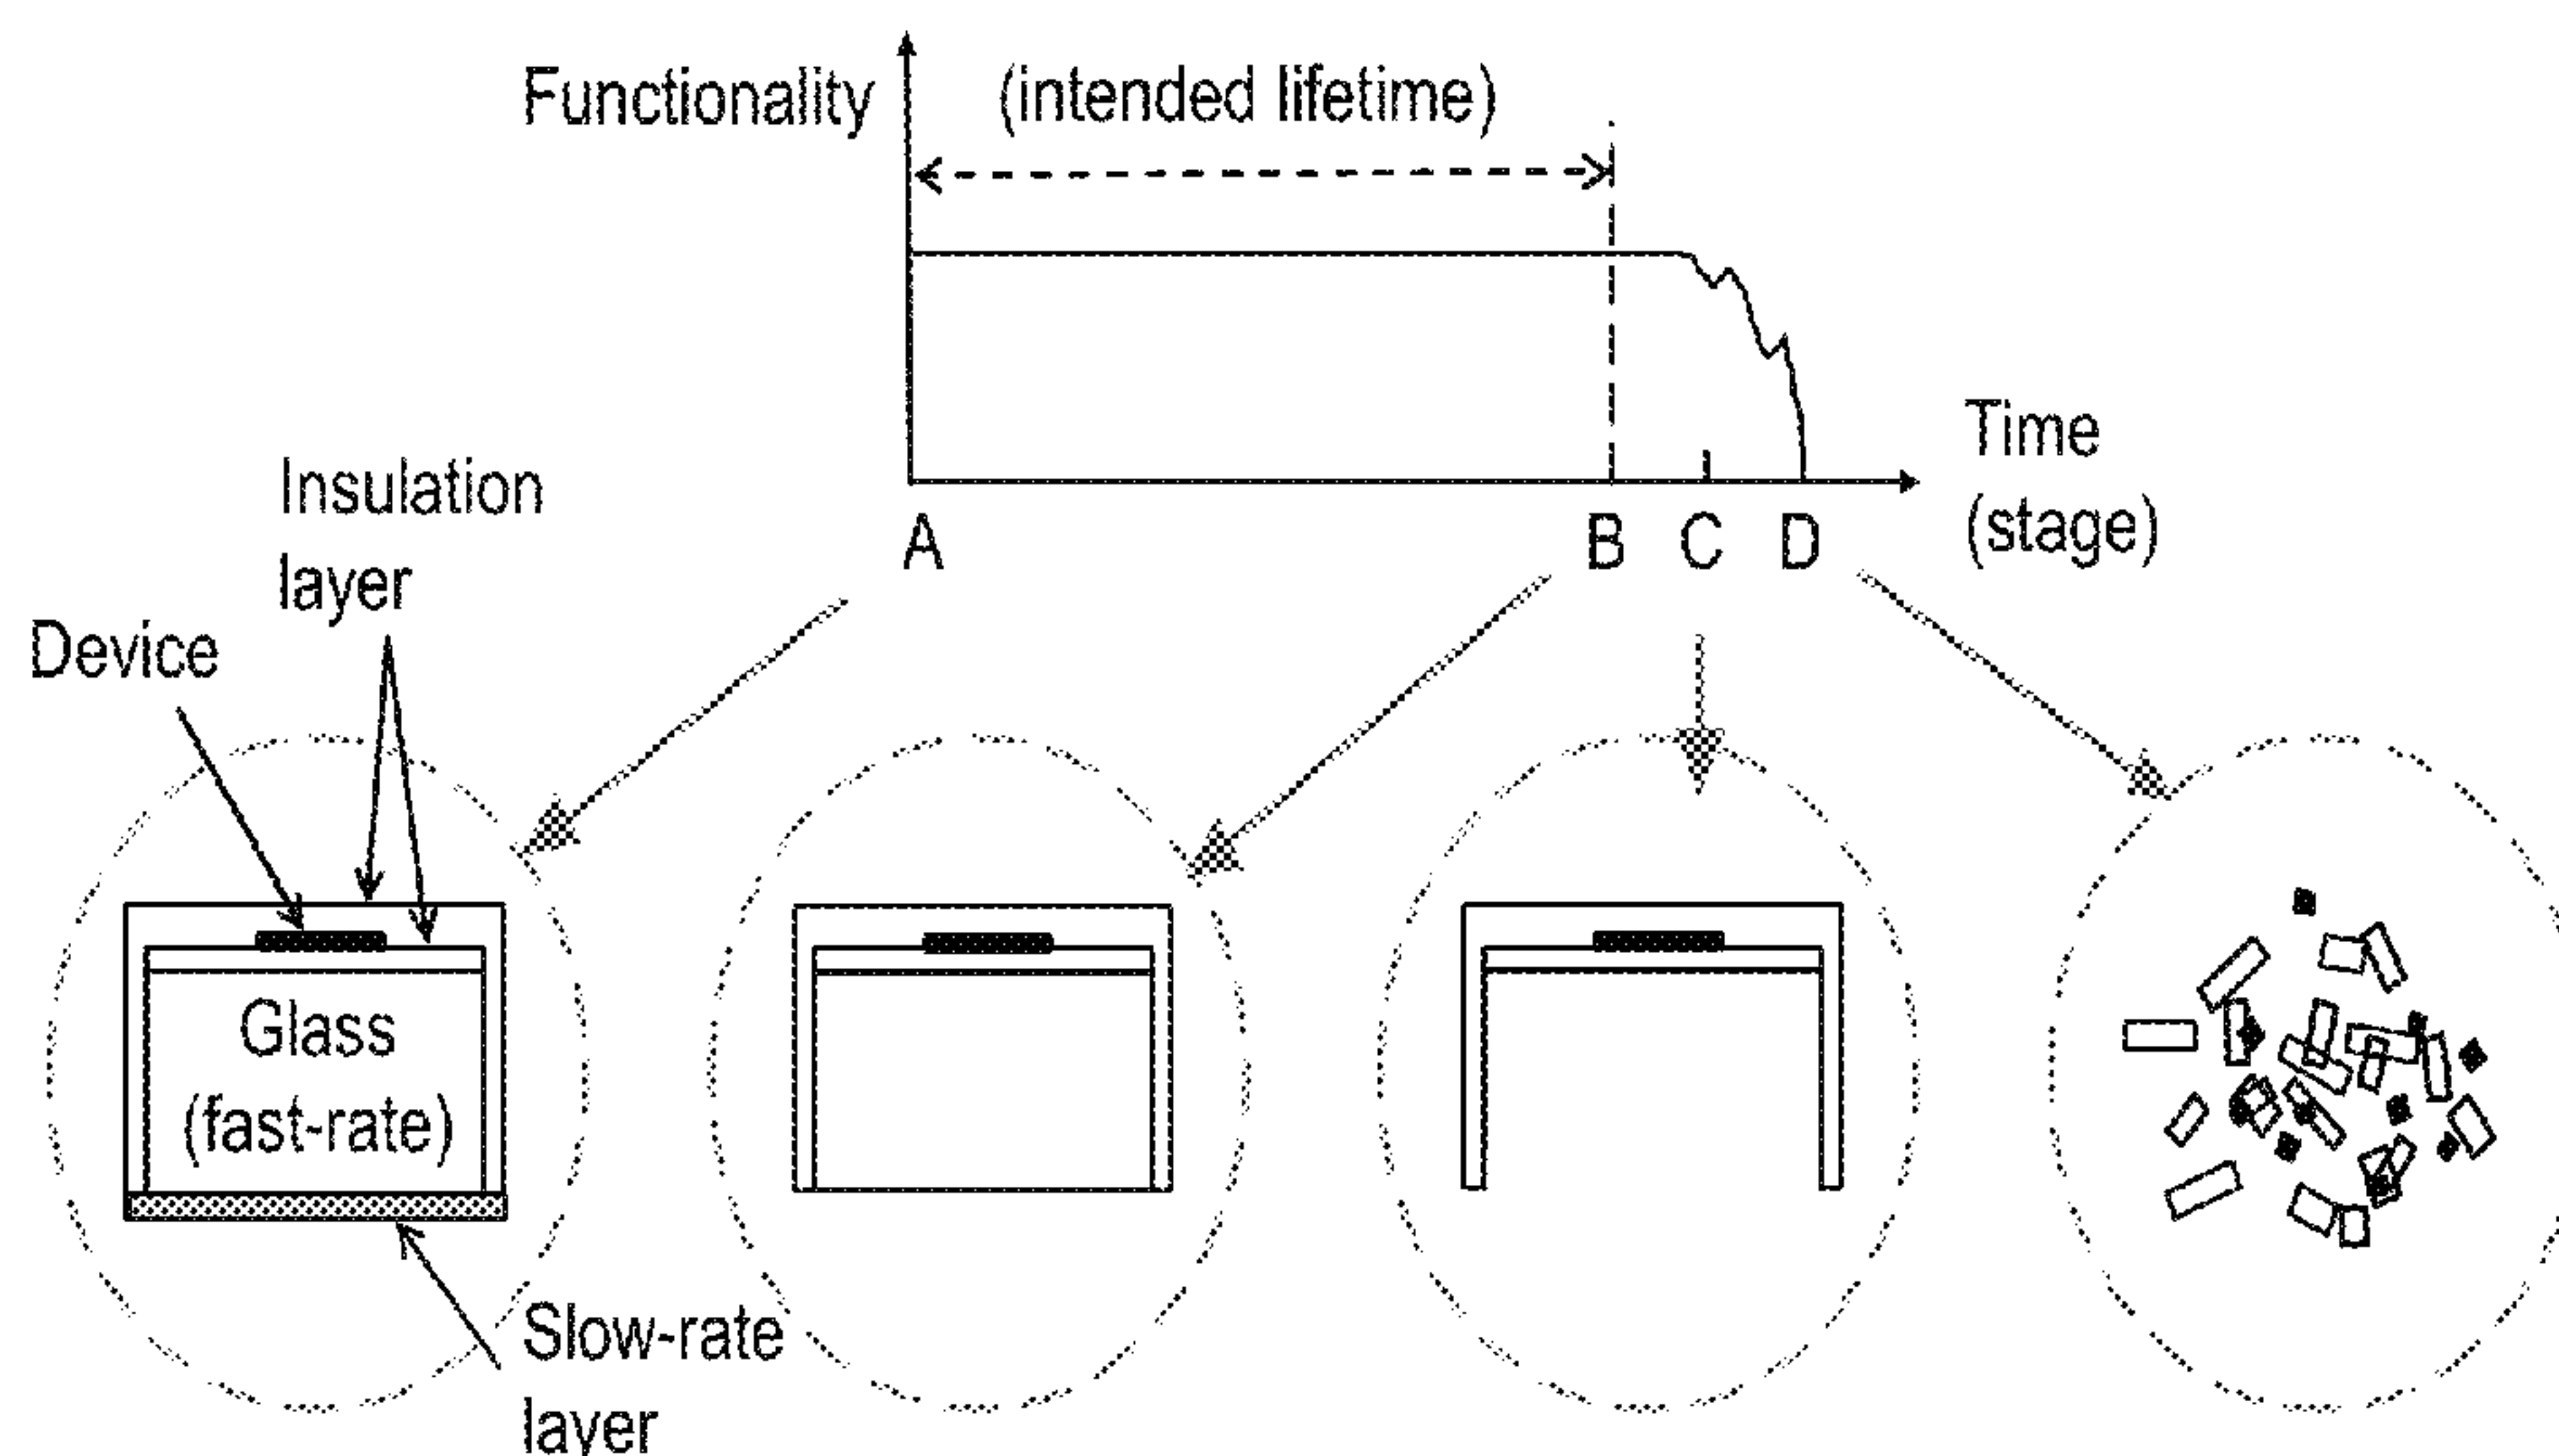 Functionality
(intended lifetime)
Time
(stage)
A
B
C
D
Insulation
layer
Device
Glass
(fast-rate)
Slow-rate
layer